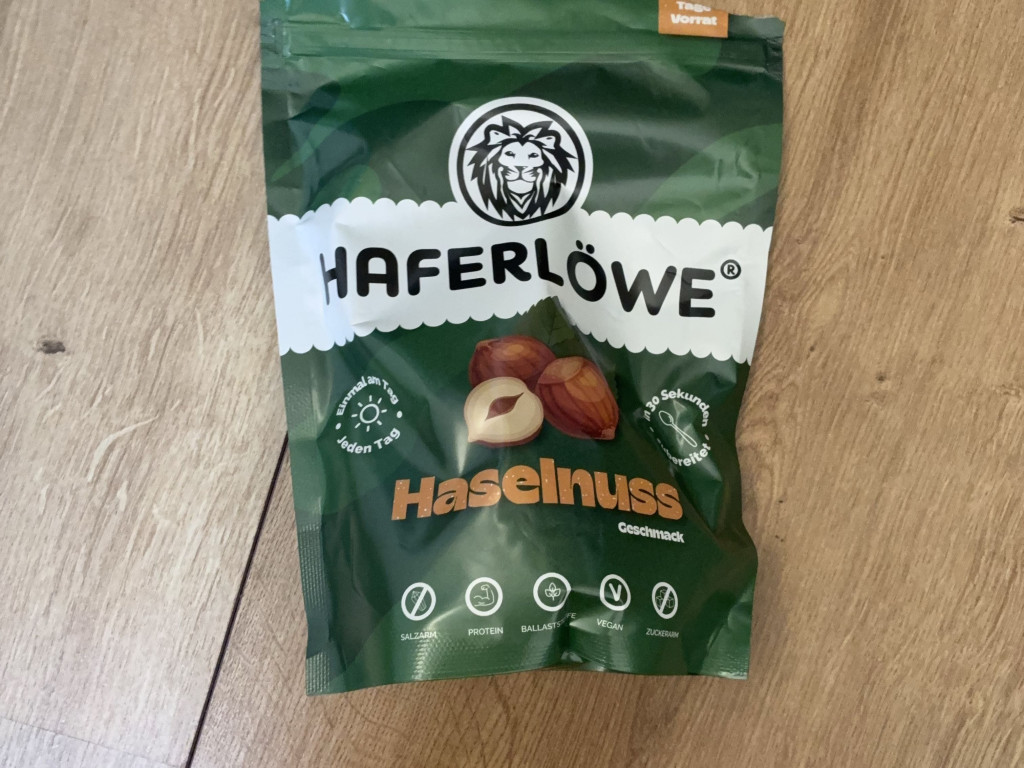 Tage
Vorrat
HAFERLÖWE®
Einmal am Tag
Jeden Tag
30 Sekunden
Haselnuss
Geschmack
SALZARM
PROTEIN
VEGAN
ZUCKERARM